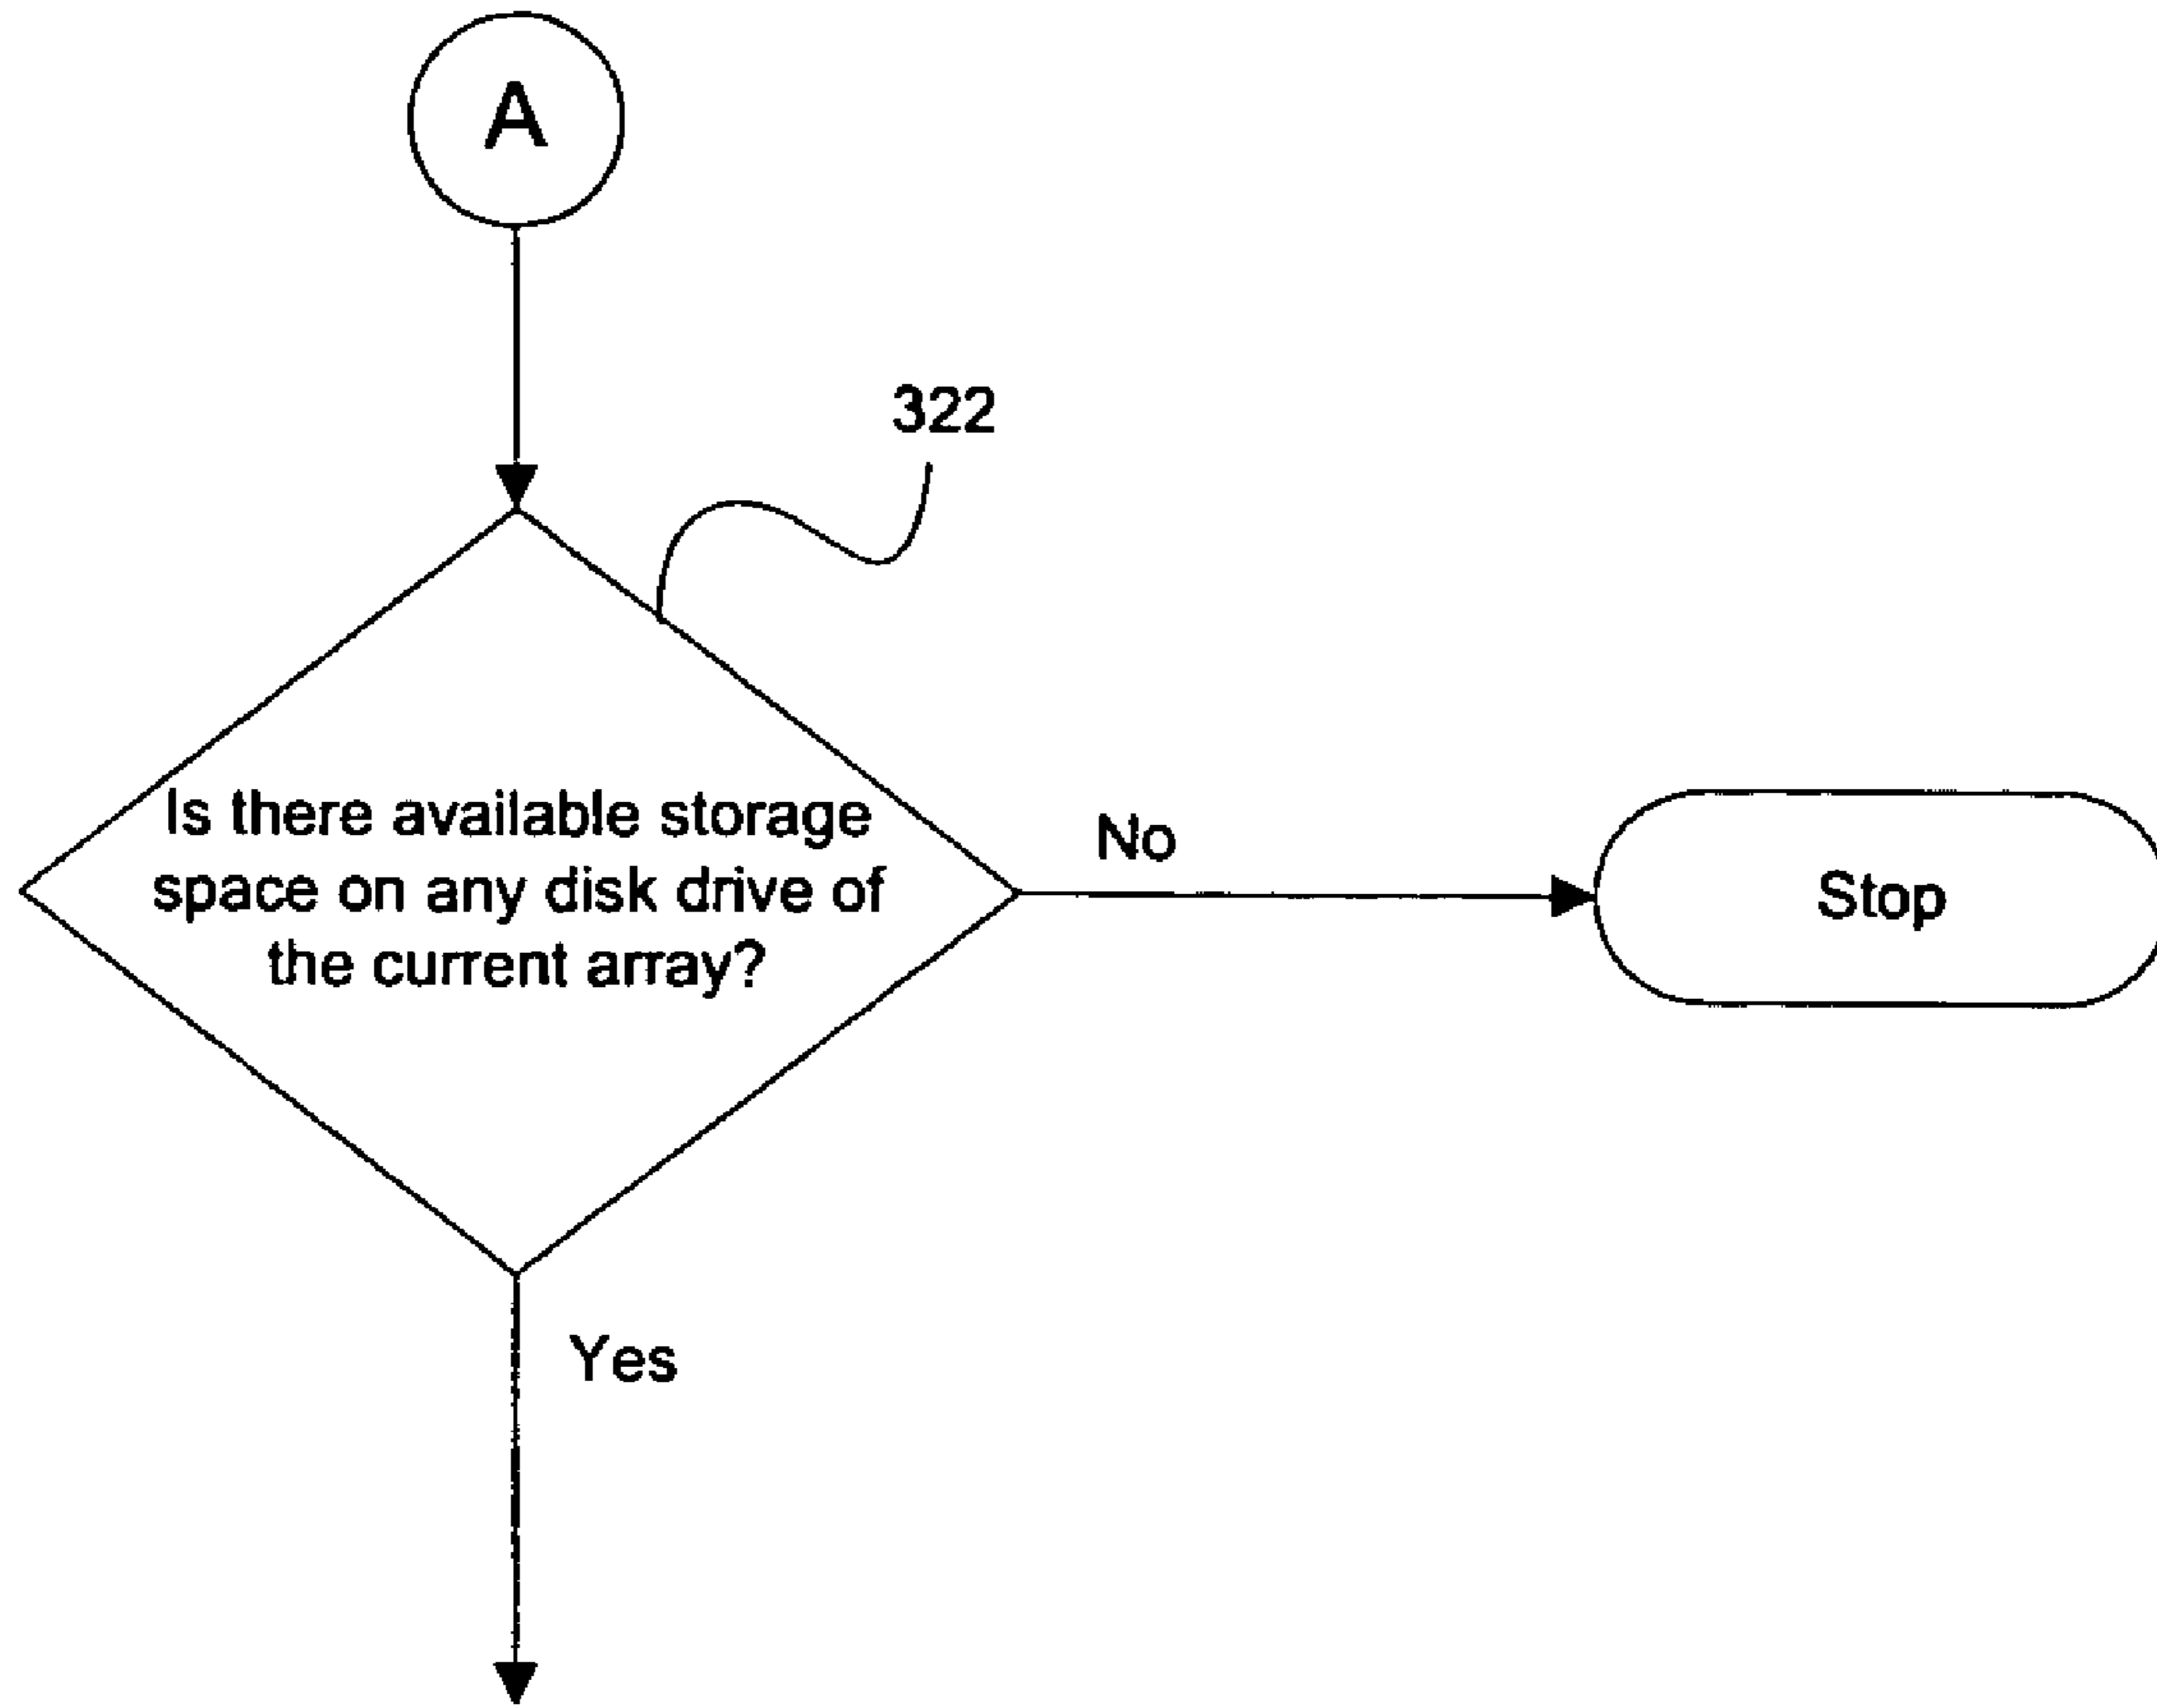 A
322
Is there available storage
space on any disk drive of
the current array?
No
Stop
Yes